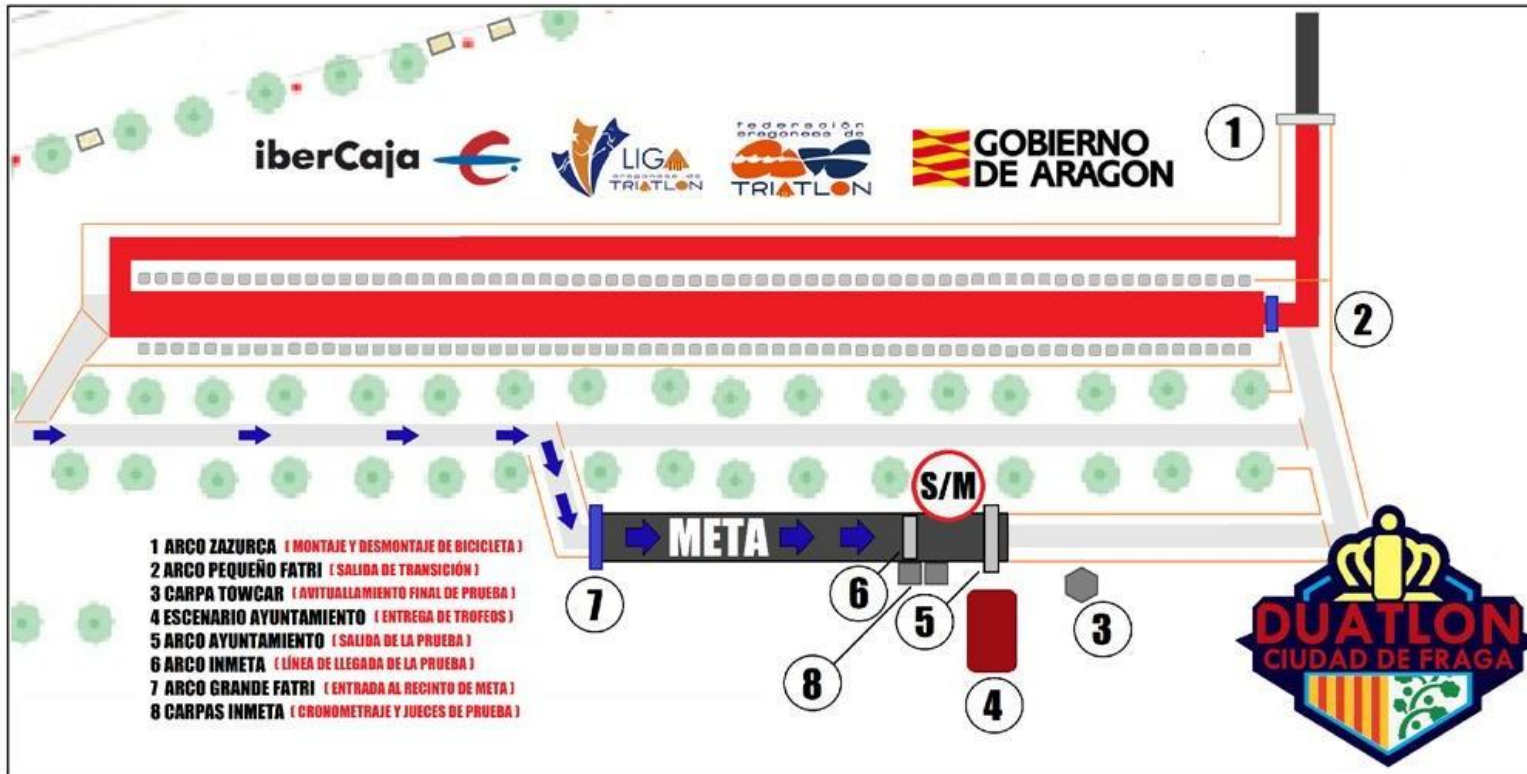 iberCaja
LIGA
aragonesa de
TRIATLON
federación
aragonesa de
TRIATLON
GOBIERNO
DE ARAGON
1
2
S/M
META
1 ARCO ZAZURCA ( MONTAJE Y DESMONTAJE DE BICICLETA )
2 ARCO PEQUEÑO FATRI ( SALIDA DE TRANSICIÓN )
3 CARPA TOWCAR ( AVITUALLAMIENTO FINAL DE PRUEBA )
4 ESCENARIO AYUNTAMIENTO ( ENTREGA DE TROFEOS )
5 ARCO AYUNTAMIENTO ( SALIDA DE LA PRUEBA )
6 ARCO INMETA ( LÍNEA DE LLEGADA DE LA PRUEBA )
7 ARCO GRANDE FATRI ( ENTRADA AL RECINTO DE META )
8 CARPAS INMETA ( CRONOMETRAJE Y JUECES DE PRUEBA )
7
6
5
3
8
4
DUATLON
CIUDAD DE FRAGA